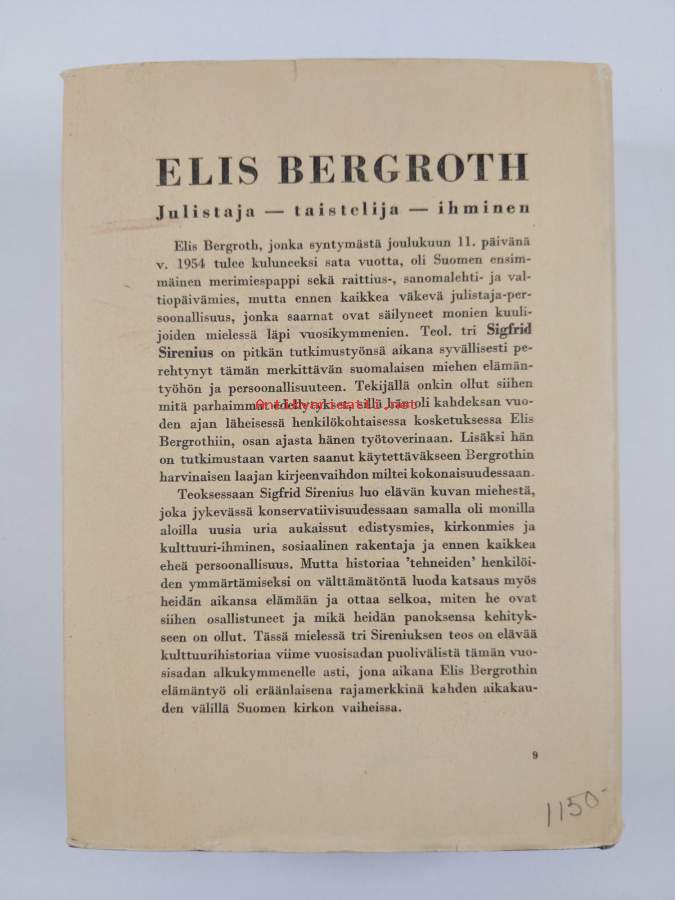 ELIS BERGROTH
Julistaja — taistelija — ihminen
Elis Bergroth, jonka syntymästä joulukuun 11. päivänä
v. 1954 tulee kuluneeksi sata vuotta, oli Suomen ensim-
mäinen merimiespappi sekä raittius-, sanomalehti- ja val-
tiopäivämies, mutta ennen kaikkea väkevä julistaja-per-
soonallisuus, jonka saarnat ovat säilyneet monien kuuli-
joiden mielessä läpi vuosikymmenien. Teol. tri Sigfrid
Sirenius on pitkän tutkimustyönsä aikana syvällisesti pe-
rehtynyt tämän merkittävän suomalaisen miehen elämän-
työhön ja persoonallisuuteen. Tekijällä onkin ollut siihen
mitä parhaimmat edellytykset, sillä hän oli kahdeksan vuo-
den ajan läheisessä henkilökohtaisessa kosketuksessa Elis
Bergrothiin, osan ajasta hänen työtoverinaan. Lisäksi hän
on tutkimustaan varten saanut käytettäväkseen Bergrothin
harvinaisen laajan kirjeenvaihdon miltei kokonaisuudessaan.
Teoksessaan Sigfrid Sirenius luo elävän kuvan miehestä,
joka jykevässä konservatiivisuudessaan samalla oli monilla
aloilla uusia uria aukaissut edistysmies, kirkonmies ja
kulttuuri-ihminen, sosiaalinen rakentaja ja ennen kaikkea
eheä persoonallisuus. Mutta historiaa 'tehneiden' henkilöi-
den ymmärtämiseksi on välttämätöntä luoda katsaus myös
heidän aikansa elämään ja ottaa selkoa, miten he ovat
siihen osallistuneet ja mikä heidän panoksensa kehityk-
seen on ollut. Tässä mielessä tri Sireniuksen teos on elävää
kulttuurihistoriaa viime vuosisadan puolivälistä tämän vuo-
sisadan alkukymmenelle asti, jona aikana Elis Bergrothin
elämäntyö oli eräänlaisena rajamerkkinä kahden aikakau-
den välillä Suomen kirkon vaiheissa.
9
1150-